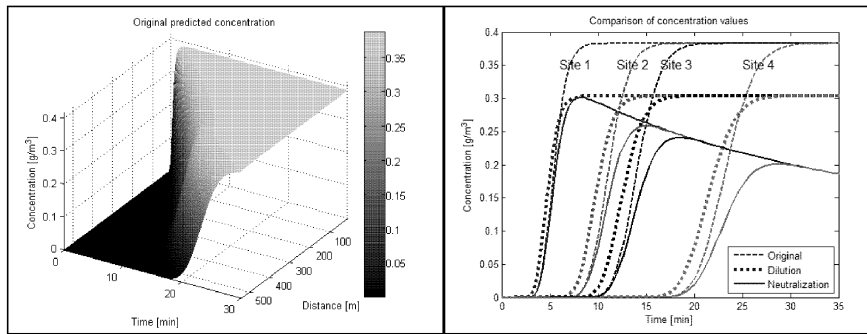 Original predicted concentration
0.4
0.3
0.2
0.1
0
Concentration [g/m³]
0
10
20
30
Time [min]
500
400
300
200
100
Distance [m]
0.35
0.3
0.25
0.2
0.15
0.1
0.05
Comparison of concentration values
0.4
0.35
0.3
0.25
0.2
0.15
0.1
0.05
0
Concentration [g/m³]
Site 1
Site 2
Site 3
Site 4
Original
Dilution
Neutralization
0
5
10
15
20
25
30
35
Time [min]